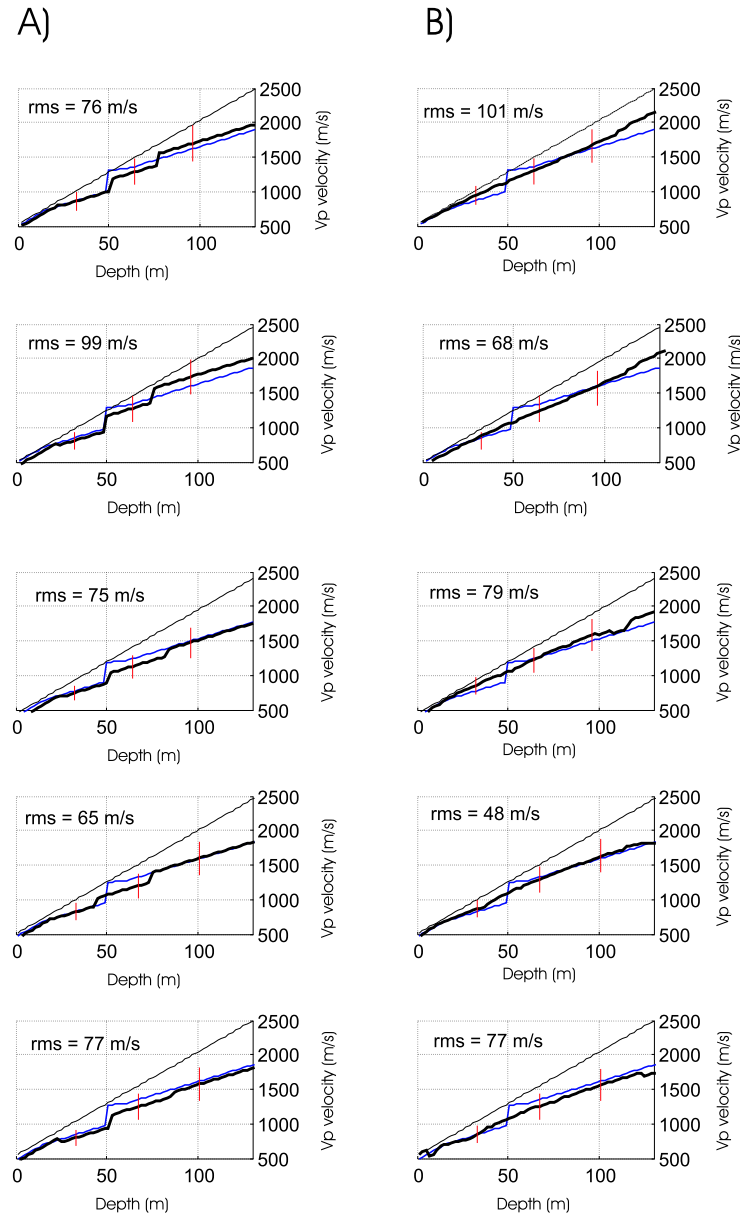 A)
B)
rms = 76 m/s
2500
2000
1500
1000
500
0
50
100
Depth (m)
Vp velocity (m/s)
rms = 101 m/s
2500
2000
1500
1000
500
0
50
100
Depth (m)
Vp velocity (m/s)
rms = 99 m/s
2500
2000
1500
1000
500
0
50
100
Depth (m)
Vp velocity (m/s)
rms = 68 m/s
2500
2000
1500
1000
500
0
50
100
Depth (m)
Vp velocity (m/s)
rms = 75 m/s
2500
2000
1500
1000
500
0
50
100
Depth (m)
Vp velocity (m/s)
rms = 79 m/s
2500
2000
1500
1000
500
0
50
100
Depth (m)
Vp velocity (m/s)
rms = 65 m/s
2500
2000
1500
1000
500
0
50
100
Depth (m)
Vp velocity (m/s)
rms = 48 m/s
2500
2000
1500
1000
500
0
50
100
Depth (m)
Vp velocity (m/s)
rms = 77 m/s
2500
2000
1500
1000
500
0
50
100
Depth (m)
Vp velocity (m/s)
rms = 77 m/s
2500
2000
1500
1000
500
0
50
100
Depth (m)
Vp velocity (m/s)